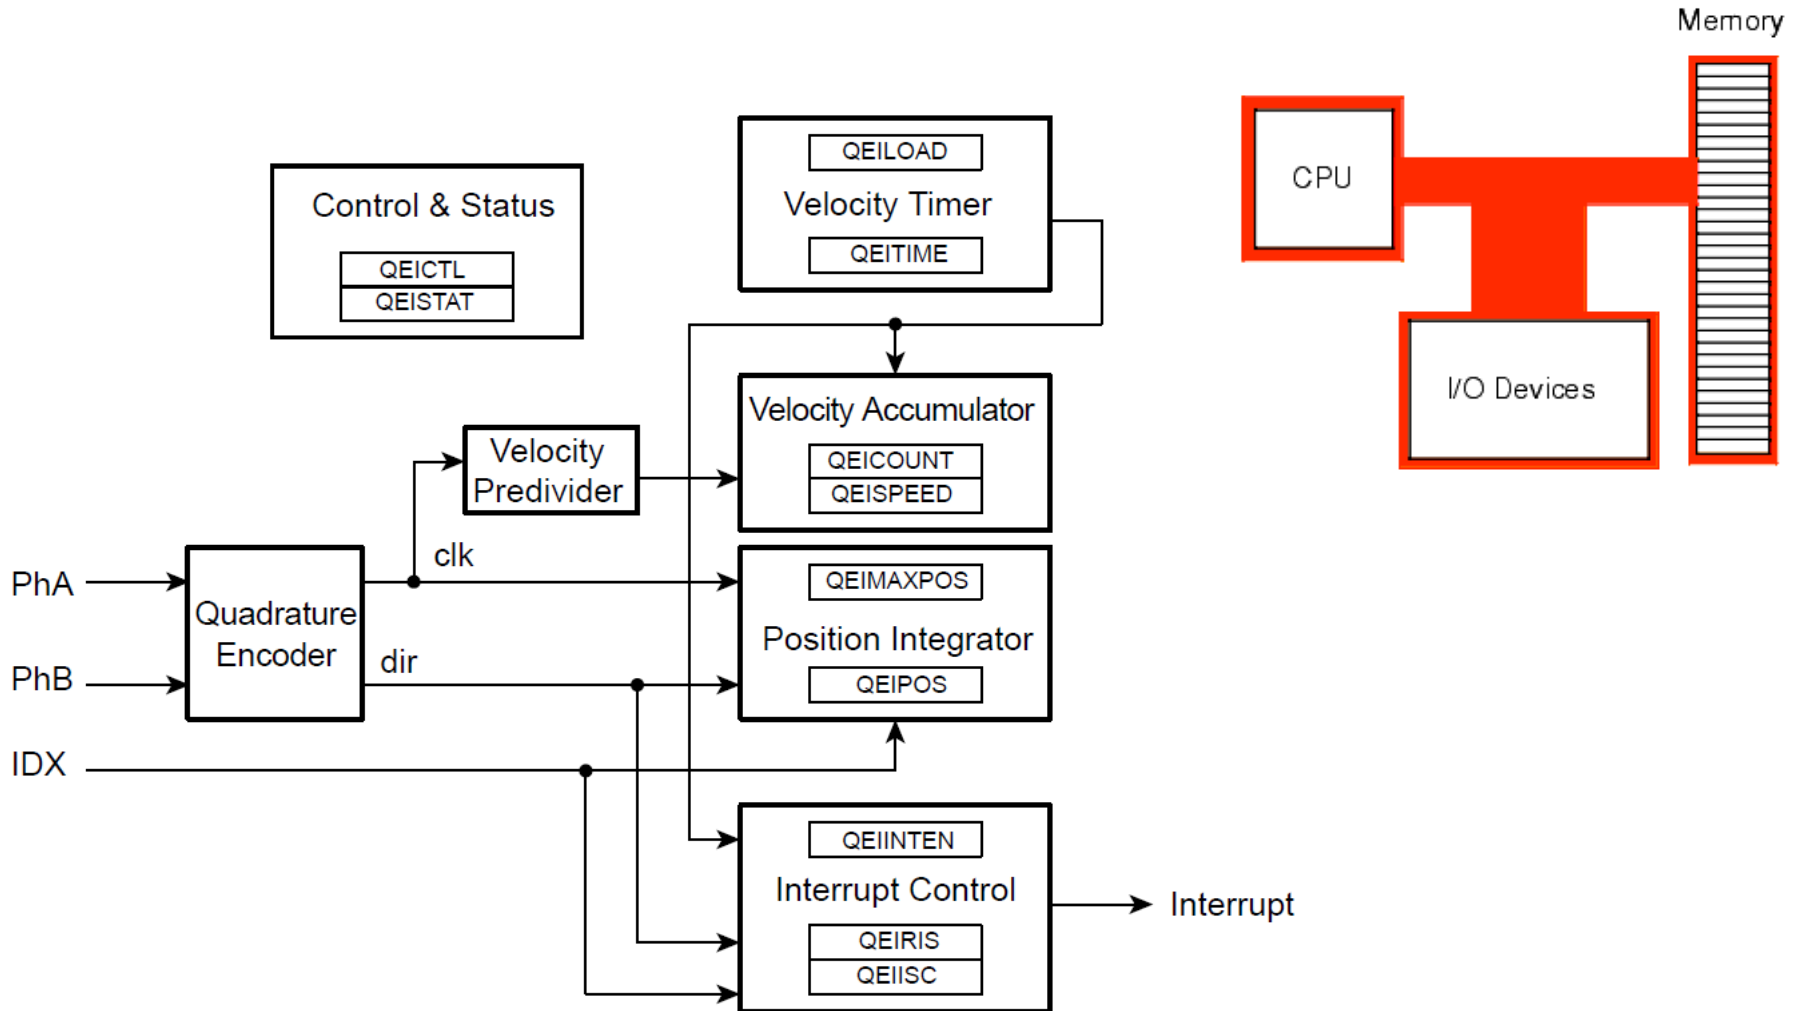 Memory
QEILOAD
CPU
Control & Status
Velocity Timer
QEITIME
QEICTL
QEISTAT
I/O Devices
Velocity Accumulator
Velocity
Predivider
QEICOUNT
QEISPEED
clk
PhA
QEIMAXPOS
Quadrature
Encoder
Position Integrator
dir
PhB
QEIPOS
IDX
QEIINTEN
Interrupt Control
Interrupt
QEIRIS
QEIISC